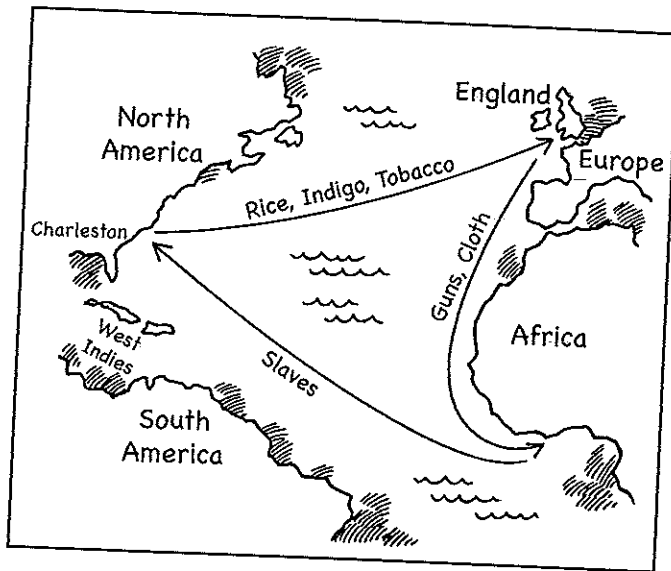 England
North
America
Europe
Rice, Indigo, Tobacco
Charleston
Guns, Cloth
Africa
West
Indies
Slaves
South
America